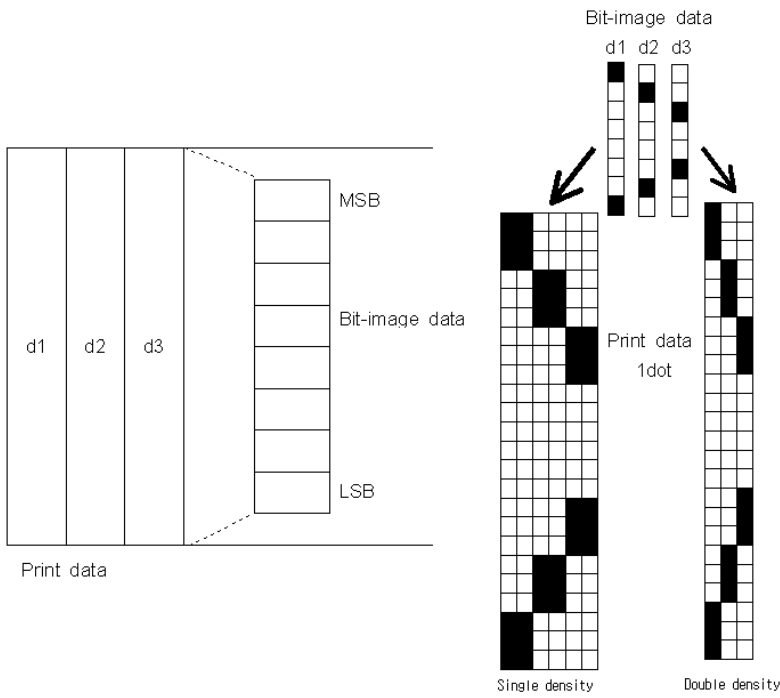 Bit-image data
d1 d2 d3
MSB
Bit-image data
LSB
d1 d2 d3
Print data
Print data
1dot
Single density
Double density